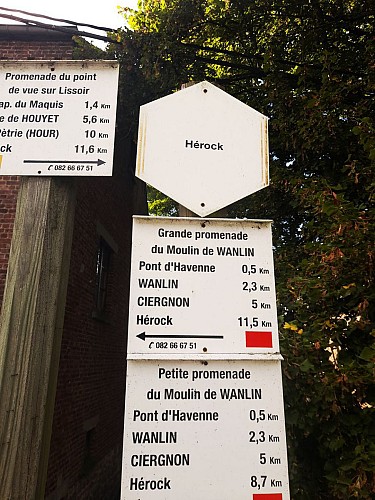 Promenade du point
de vue sur Lissoir
ap. du Maquis 1,4 Km
e de HOUYET 5,6 Km
Pètrie (HOUR) 10 Km
ck 11,6 Km
082 66 67 51
Hérock
Grande promenade
du Moulin de WANLIN
Pont d'Havenne 0,5 Km
WANLIN 2,3 Km
CIERGNON 5 Km
Hérock 11,5 Km
082 66 67 51
Petite promenade
du Moulin de WANLIN
Pont d'Havenne 0,5 Km
WANLIN 2,3 Km
CIERGNON 5 Km
Hérock 8,7 Km